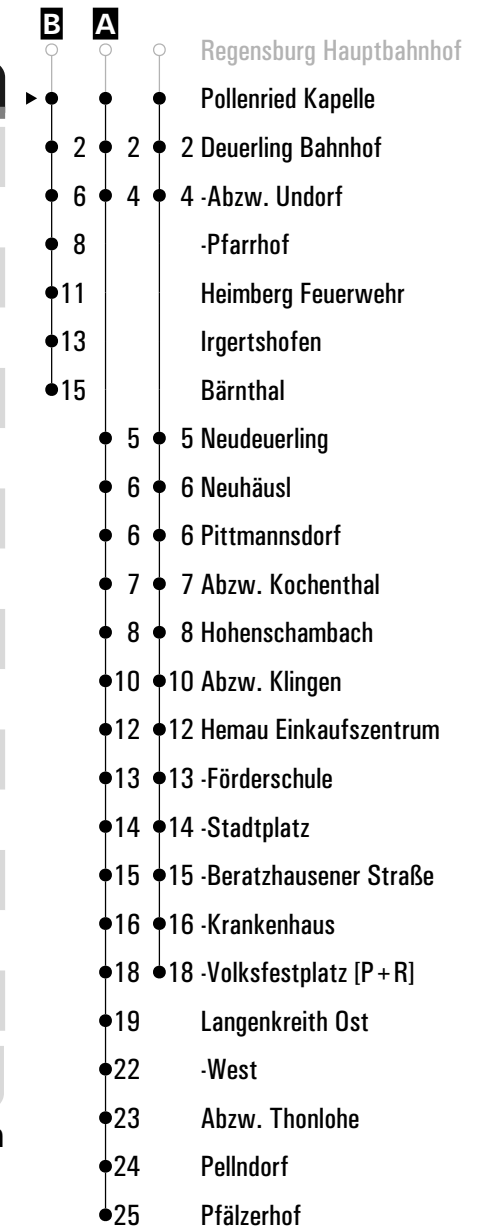 B A
Regensburg Hauptbahnhof
Pollenried Kapelle
2 2 2 Deuerling Bahnhof
6 4 4 -Abzw. Undorf
8 -Pfarrhof
11 Heimberg Feuerwehr
13 Irgertshofen
15 Bärnthal
5 5 Neudeuerling
6 6 Neuhäusl
6 6 Pittmannsdorf
7 7 Abzw. Kochenthal
8 8 Hohenschambach
10 10 Abzw. Klingen
12 12 Hemau Einkaufszentrum
13 13 -Förderschule
14 14 -Stadtplatz
15 15 -Beratzhausener Straße
16 16 -Krankenhaus
18 18 -Volksfestplatz [P+R]
19 Langenkreith Ost
22 -West
23 Abzw. Thonlohe
24 Pellndorf
25 Pfälzerhof